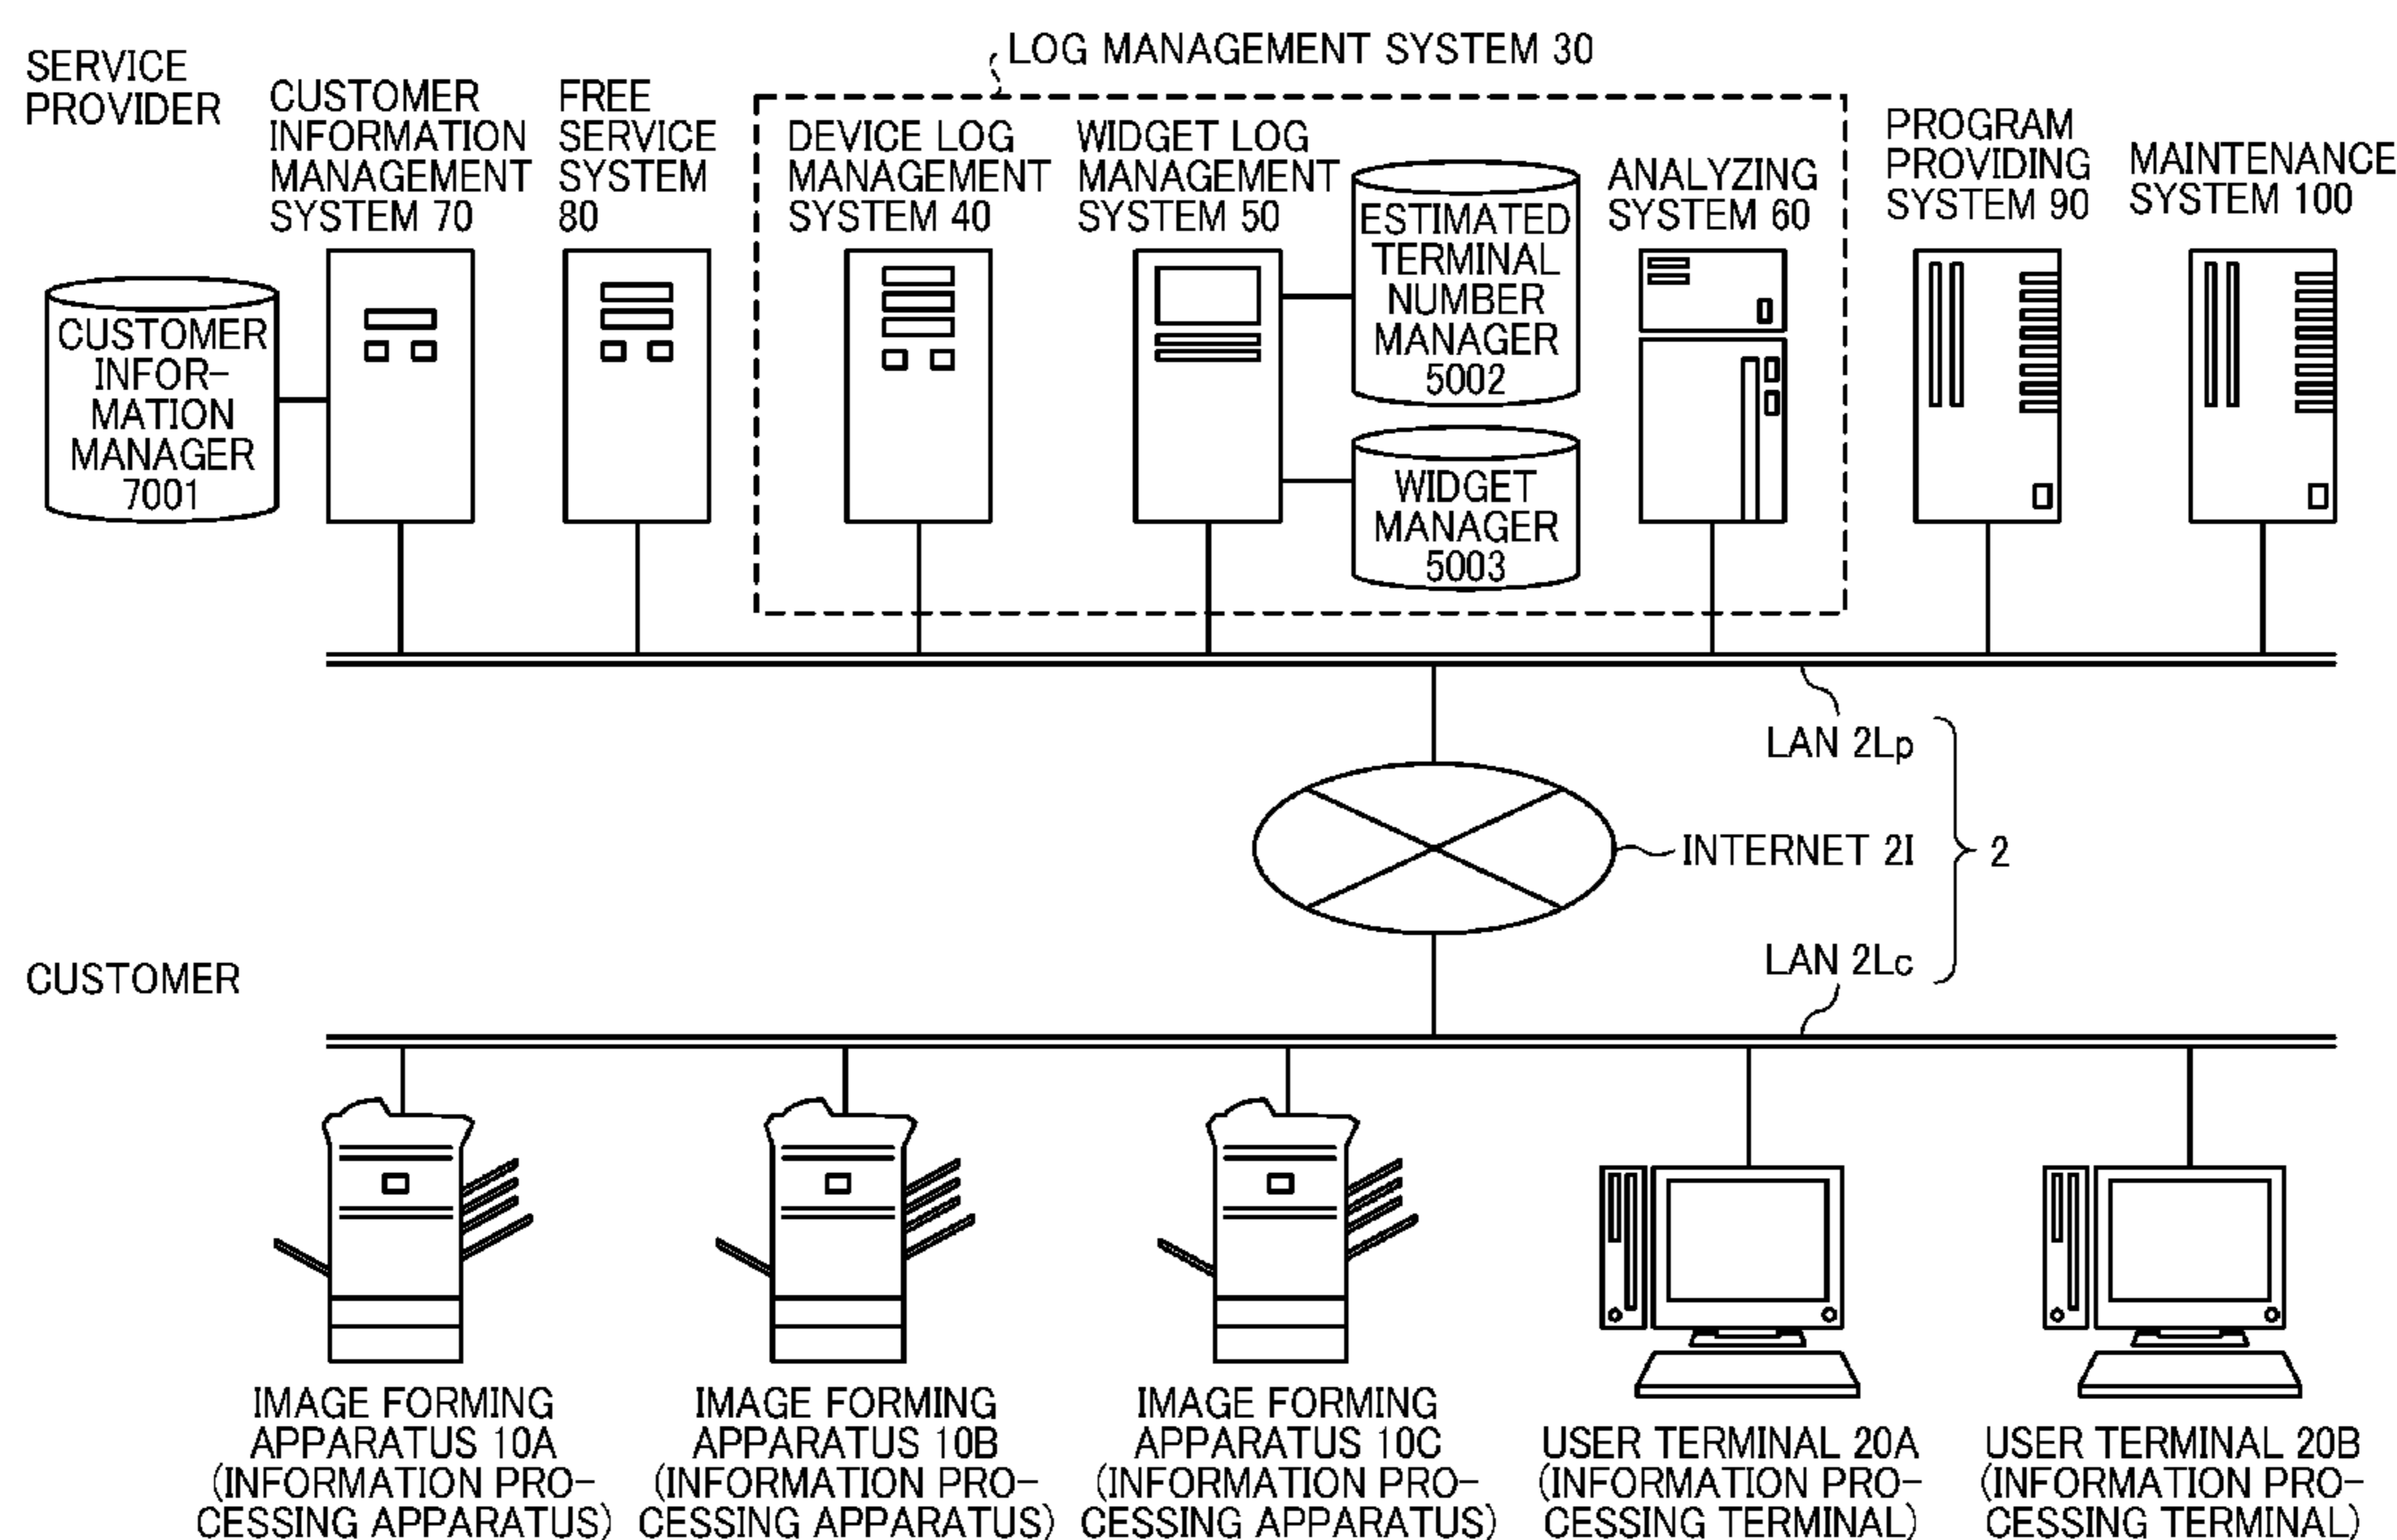 SERVICE
PROVIDER
LOG MANAGEMENT SYSTEM 30
CUSTOMER
INFORMATION
MANAGEMENT
SYSTEM 70
FREE
SERVICE
SYSTEM
80
DEVICE LOG
MANAGEMENT
SYSTEM 40
WIDGET LOG
MANAGEMENT
SYSTEM 50
ANALYZING
SYSTEM 60
PROGRAM
PROVIDING
SYSTEM 90
MAINTENANCE
SYSTEM 100
CUSTOMER
INFOR-
MATION
MANAGER
7001
ESTIMATED
TERMINAL
NUMBER
MANAGER
5002
WIDGET
MANAGER
5003
LAN 2Lp
INTERNET 2I
2
LAN 2Lc
CUSTOMER
IMAGE FORMING
APPARATUS 10A
(INFORMATION PRO-
CESSING APPARATUS)
IMAGE FORMING
APPARATUS 10B
(INFORMATION PRO-
CESSING APPARATUS)
IMAGE FORMING
APPARATUS 10C
(INFORMATION PRO-
CESSING APPARATUS)
USER TERMINAL 20A
(INFORMATION PRO-
CESSING TERMINAL)
USER TERMINAL 20B
(INFORMATION PRO-
CESSING TERMINAL)